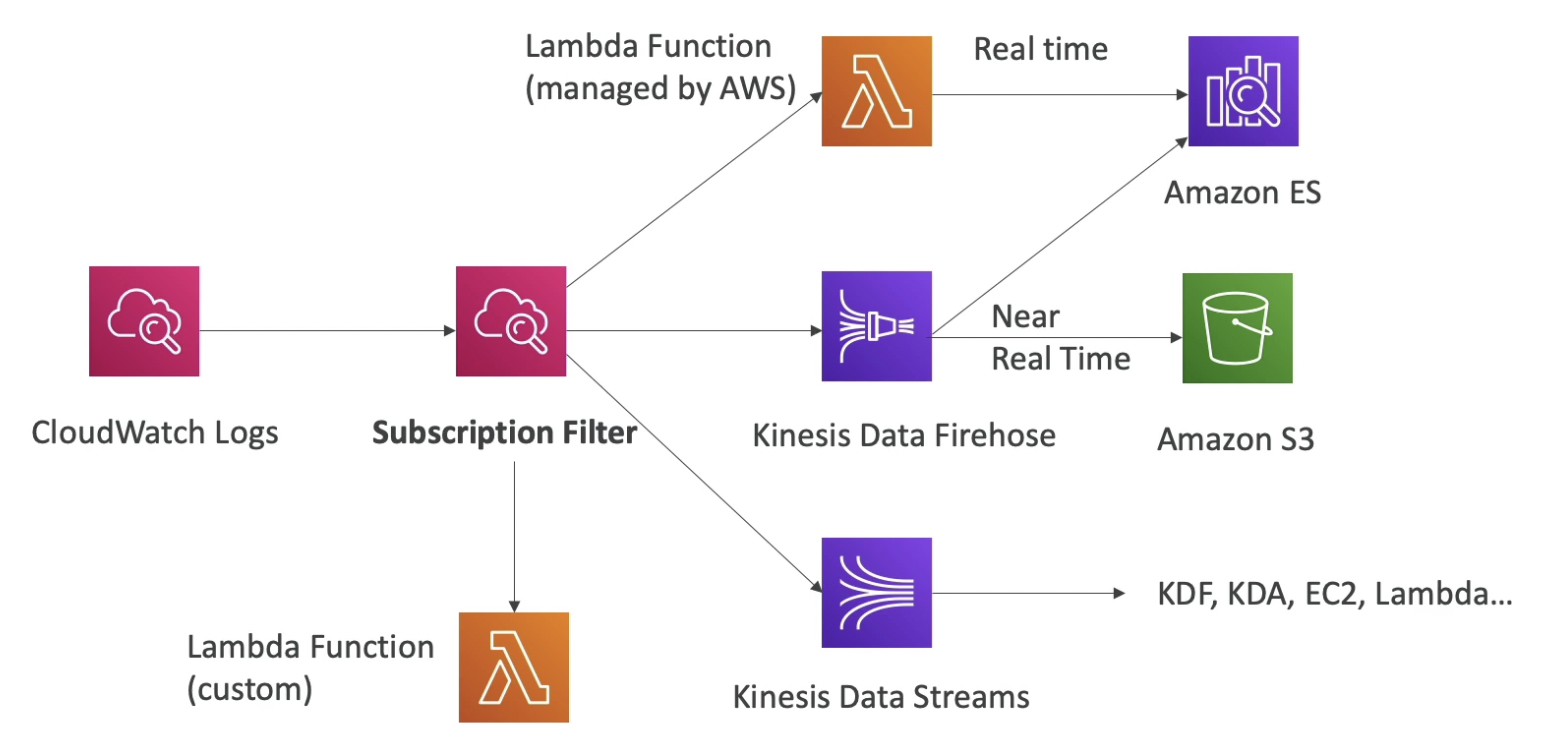 Lambda Function
(managed by AWS)
Real time
Amazon ES
CloudWatch Logs
Subscription Filter
Kinesis Data Firehose
Near
Real Time
Amazon S3
Lambda Function
(custom)
Kinesis Data Streams
KDF, KDA, EC2, Lambda...